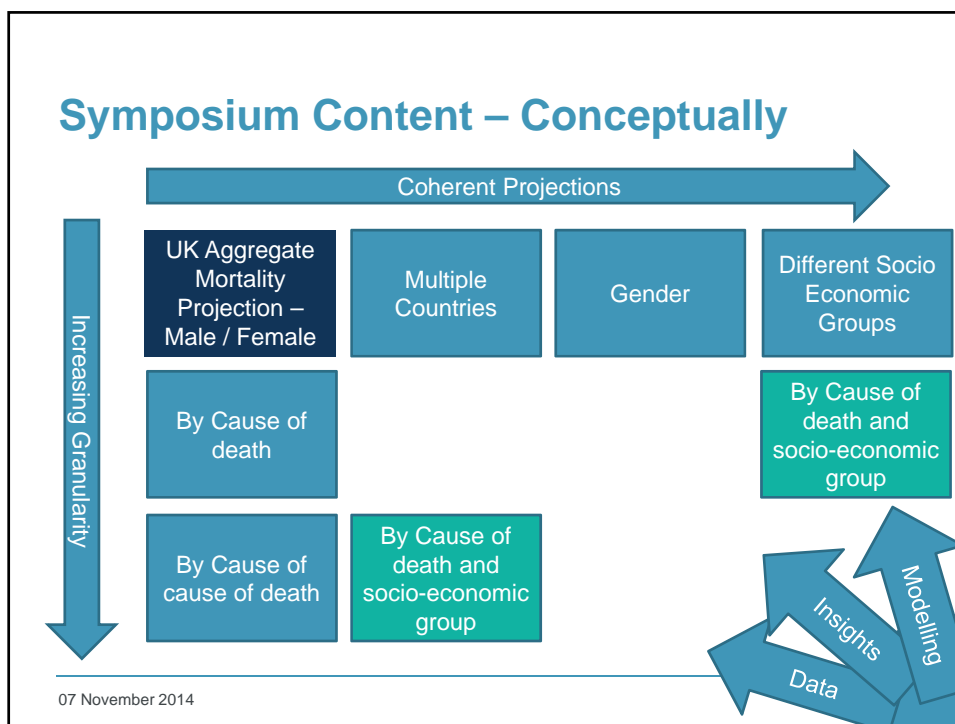 Symposium Content – Conceptually
Coherent Projections
Increasing Granularity
UK Aggregate
Mortality
Projection –
Male / Female
Multiple
Countries
Gender
Different Socio
Economic
Groups
By Cause of
death
By Cause of
death and
socio-economic
group
By Cause of
cause of death
By Cause of
death and
socio-economic
group
Data
Insights
Modelling
07 November 2014